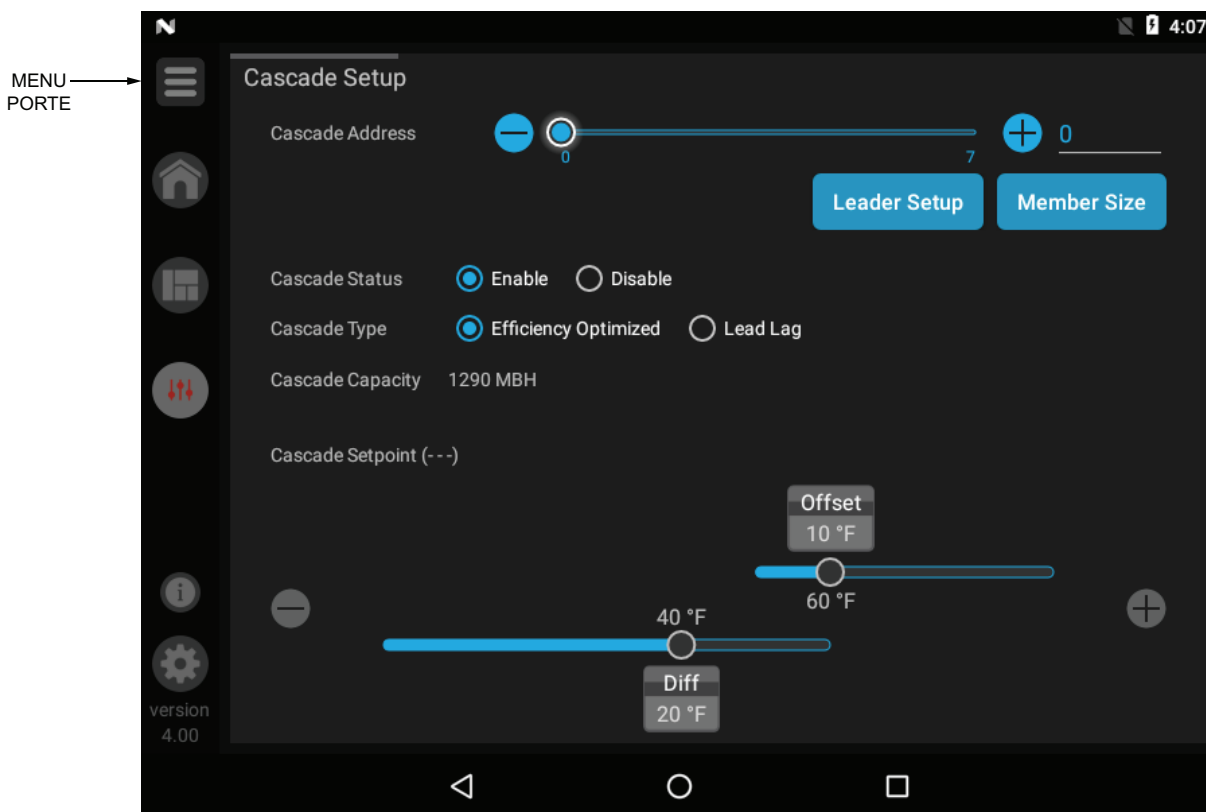 4:07
MENU
PORTE
Cascade Setup
Cascade Address
0
7
0
Leader Setup
Member Size
Cascade Status
Enable
Disable
Cascade Type
Efficiency Optimized
Lead Lag
Cascade Capacity
1290 MBH
Cascade Setpoint (---)
Offset
10 °F
60 °F
40 °F
Diff
20 °F
version
4.00